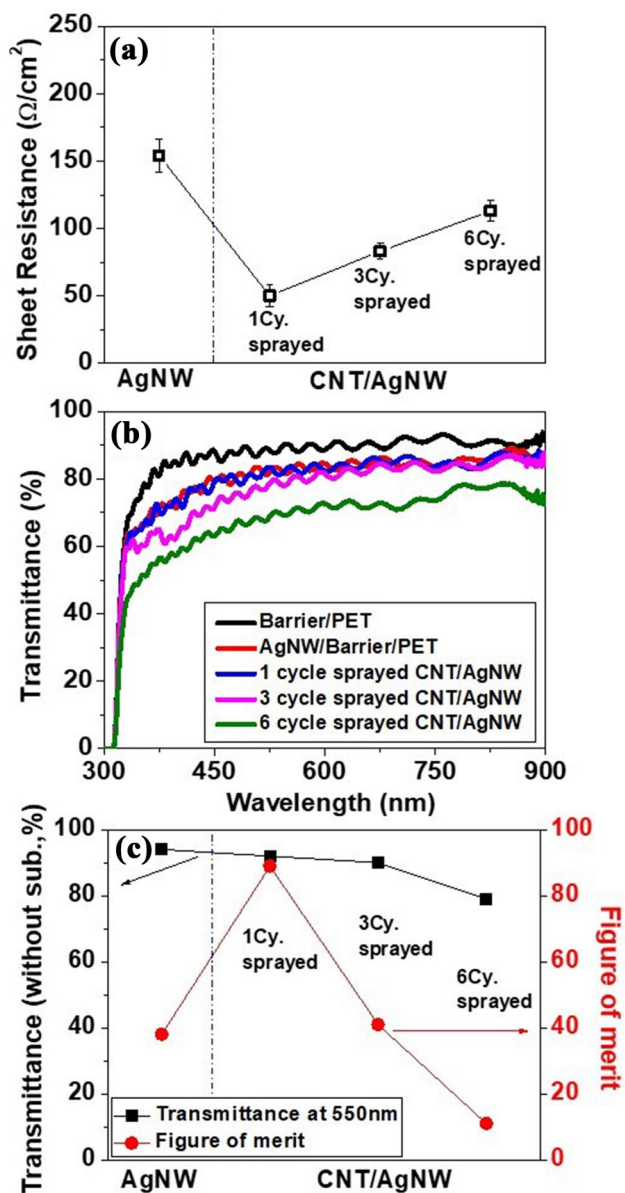 (a)
Sheet Resistance (Ω/cm²)
250
200
150
100
50
0
1Cy.
sprayed
3Cy.
sprayed
6Cy.
sprayed
AgNW
CNT/AgNW
(b)
Transmittance (%)
100
80
60
40
20
0
Barrier/PET
AgNW/Barrier/PET
1 cycle sprayed CNT/AgNW
3 cycle sprayed CNT/AgNW
6 cycle sprayed CNT/AgNW
300 450 600 750 900
Wavelength (nm)
(c)
Transmittance (without sub.,%)
100
80
60
40
20
0
1Cy.
sprayed
3Cy.
sprayed
6Cy.
sprayed
Transmittance at 550nm
Figure of merit
100
80
60
40
20
0
Figure of merit
AgNW
CNT/AgNW